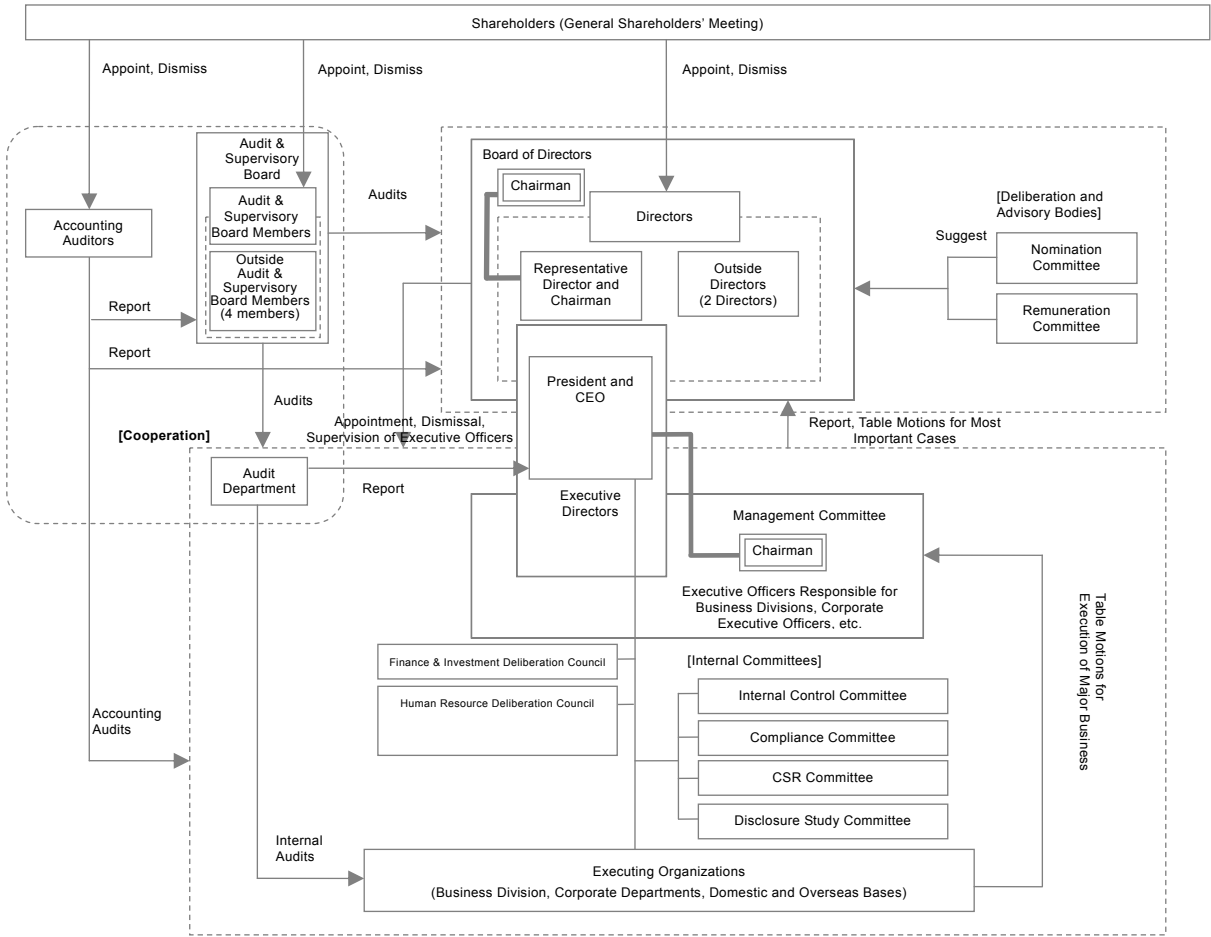 Shareholders (General Shareholders' Meeting)
Appoint, Dismiss
Appoint, Dismiss
Appoint, Dismiss
Audit &
Supervisory
Board
Audit &
Supervisory
Board Members
Outside
Audit &
Supervisory
Board Members
(4 members)
Accounting
Auditors
Audits
Report
Report
Audits
[Cooperation]
Board of Directors
Chairman
Directors
Representative
Director and
Chairman
Outside
Directors
(2 Directors)
[Deliberation and
Advisory Bodies]
Suggest
Nomination
Committee
Remuneration
Committee
President and
CEO
Appointment, Dismissal,
Supervision of Executive Officers
Report, Table Motions for Most
Important Cases
Audit
Department
Report
Executive
Directors
Management Committee
Chairman
Executive Officers Responsible for
Business Divisions, Corporate
Executive Officers, etc.
Table Motions for
Execution of Major Business
Finance & Investment Deliberation Council
Human Resource Deliberation Council
[Internal Committees]
Internal Control Committee
Compliance Committee
CSR Committee
Disclosure Study Committee
Accounting
Audits
Internal
Audits
Executing Organizations
(Business Division, Corporate Departments, Domestic and Overseas Bases)